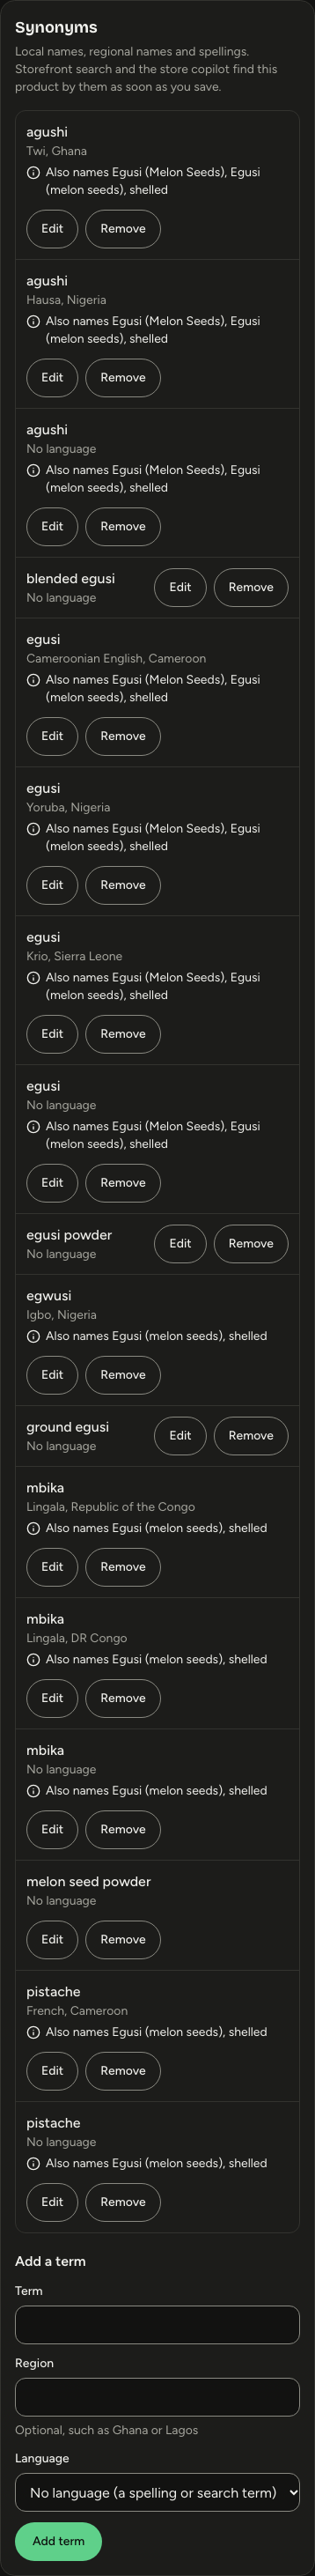 Synonyms
Local names, regional names and spellings.
Storefront search and the store copilot find this
product by them as soon as you save.
agushi
Twi, Ghana
Also names Egusi (Melon Seeds), Egusi
(melon seeds), shelled
Edit Remove
agushi
Hausa, Nigeria
Also names Egusi (Melon Seeds), Egusi
(melon seeds), shelled
Edit Remove
agushi
No language
Also names Egusi (Melon Seeds), Egusi
(melon seeds), shelled
Edit Remove
blended egusi
No language
Edit Remove
egusi
Cameroonian English, Cameroon
Also names Egusi (Melon Seeds), Egusi
(melon seeds), shelled
Edit Remove
egusi
Yoruba, Nigeria
Also names Egusi (Melon Seeds), Egusi
(melon seeds), shelled
Edit Remove
egusi
Krio, Sierra Leone
Also names Egusi (Melon Seeds), Egusi
(melon seeds), shelled
Edit Remove
egusi
No language
Also names Egusi (Melon Seeds), Egusi
(melon seeds), shelled
Edit Remove
egusi powder
No language
Edit Remove
egwusi
Igbo, Nigeria
Also names Egusi (melon seeds), shelled
Edit Remove
ground egusi
No language
Edit Remove
mbika
Lingala, Republic of the Congo
Also names Egusi (melon seeds), shelled
Edit Remove
mbika
Lingala, DR Congo
Also names Egusi (melon seeds), shelled
Edit Remove
mbika
No language
Also names Egusi (melon seeds), shelled
Edit Remove
melon seed powder
No language
Edit Remove
pistache
French, Cameroon
Also names Egusi (melon seeds), shelled
Edit Remove
pistache
No language
Also names Egusi (melon seeds), shelled
Edit Remove
Add a term
Term
Region
Optional, such as Ghana or Lagos
Language
No language (a spelling or search term)
Add term